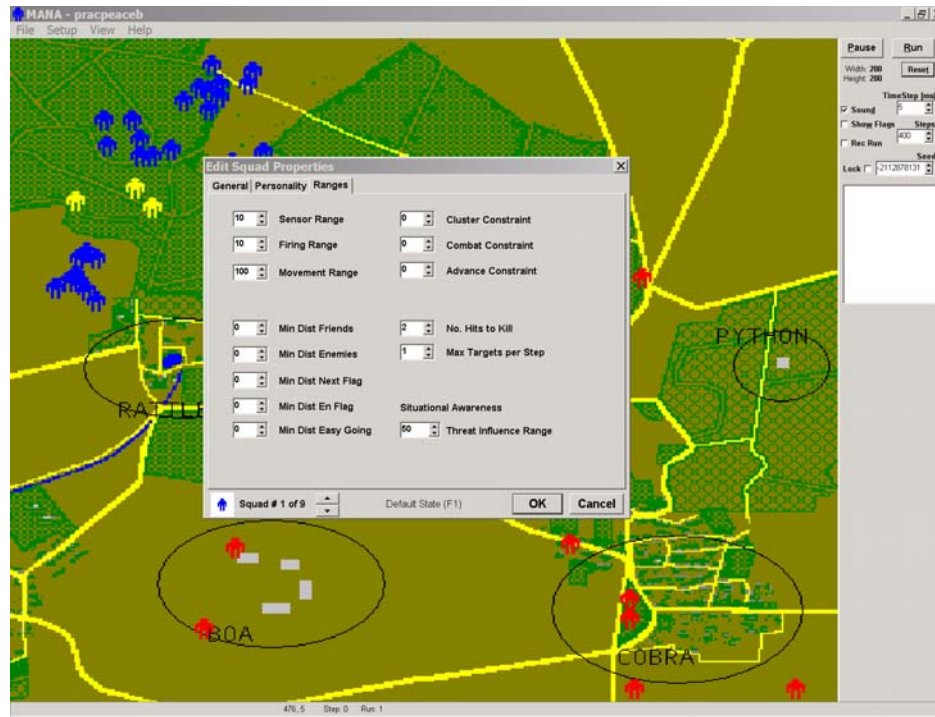 MANA - pracpeaceb
File Setup View Help
Pause Run
Width: 200
Height: 200
Reset
TimeStep (ms)
Sound 5
Show Flags Steps
Rec Run 400
Seed
Lock -2112878131
Edit Squad Properties
General Personality Ranges
10 Sensor Range 0 Cluster Constraint
10 Firing Range 0 Combat Constraint
100 Movement Range 0 Advance Constraint
0 Min Dist Friends 2 No. Hits to Kill
0 Min Dist Enemies 1 Max Targets per Step
0 Min Dist Next Flag
0 Min Dist En Flag Situational Awareness
0 Min Dist Easy Going 50 Threat Influence Range
Squad # 1 of 9 Default State (F1) OK Cancel
PYTHON
RATTLE
BOA
COBRA
476, 5 Step: 0 Run: 1